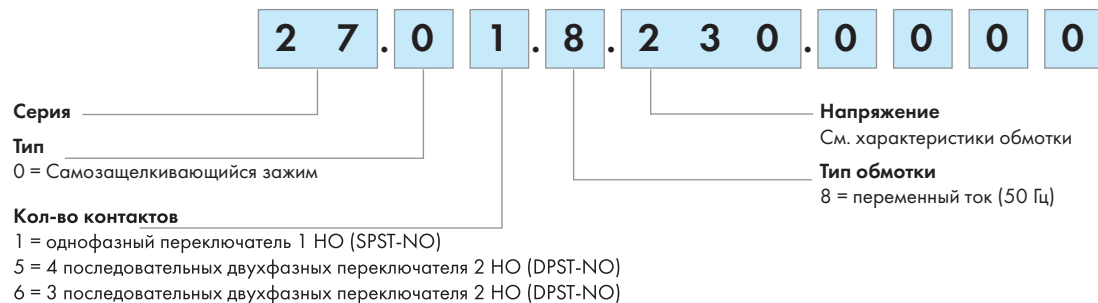 2 7 . 0 1 . 8 . 2 3 0 . 0 0 0 0
Серия
Тип
0 = Самозащелкивающийся зажим
Кол-во контактов
1 = однофазный переключатель 1 НО (SPST-NO)
5 = 4 последовательных двухфазных переключателя 2 НО (DPST-NO)
6 = 3 последовательных двухфазных переключателя 2 НО (DPST-NO)
Напряжение
См. характеристики обмотки
Тип обмотки
8 = переменный ток (50 Гц)